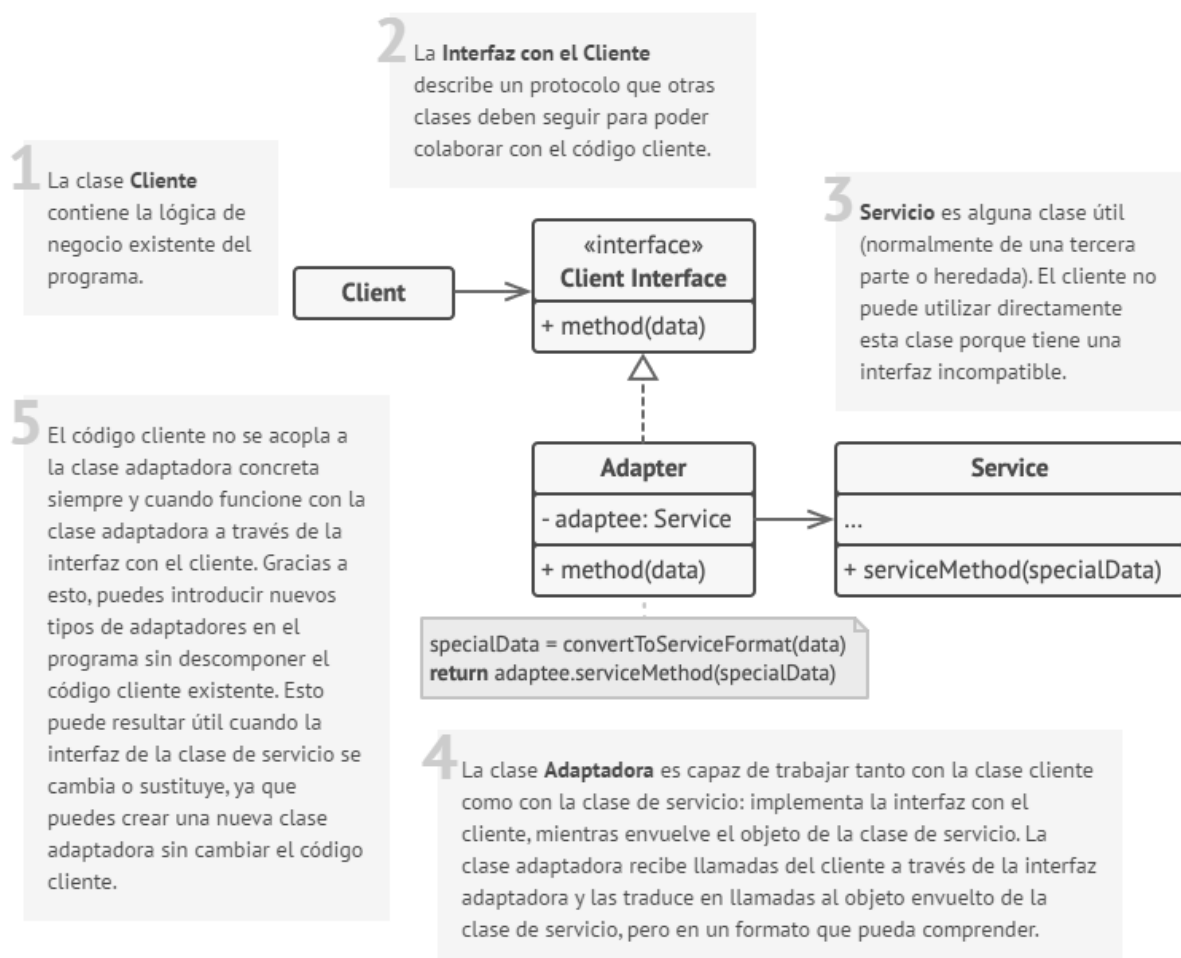 1
La clase Cliente
contiene la lógica de
negocio existente del
programa.
2
La Interfaz con el Cliente
describe un protocolo que otras
clases deben seguir para poder
colaborar con el código cliente.
3
Servicio es alguna clase útil
(normalmente de una tercera
parte o heredada). El cliente no
puede utilizar directamente
esta clase porque tiene una
interfaz incompatible.
Client
«interface»
Client Interface
+ method(data)
Adapter
- adaptee: Service
+ method(data)
Service
...
+ serviceMethod(specialData)
specialData = convertToServiceFormat(data)
return adaptee.serviceMethod(specialData)
4
La clase Adaptadora es capaz de trabajar tanto con la clase cliente
como con la clase de servicio: implementa la interfaz con el
cliente, mientras envuelve el objeto de la clase de servicio. La
clase adaptadora recibe llamadas del cliente a través de la interfaz
adaptadora y las traduce en llamadas al objeto envuelto de la
clase de servicio, pero en un formato que pueda comprender.
5
El código cliente no se acopla a
la clase adaptadora concreta
siempre y cuando funcione con la
clase adaptadora a través de la
interfaz con el cliente. Gracias a
esto, puedes introducir nuevos
tipos de adaptadores en el
programa sin descomponer el
código cliente existente. Esto
puede resultar útil cuando la
interfaz de la clase de servicio se
cambia o sustituye, ya que
puedes crear una nueva clase
adaptadora sin cambiar el código
cliente.